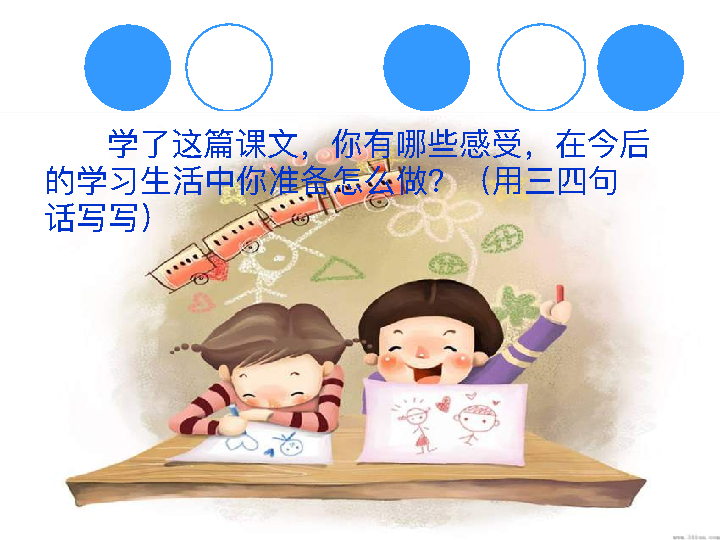 学了这篇课文，你有哪些感受，在今后
的学习生活中你准备怎么做？（用三四句
话写写）